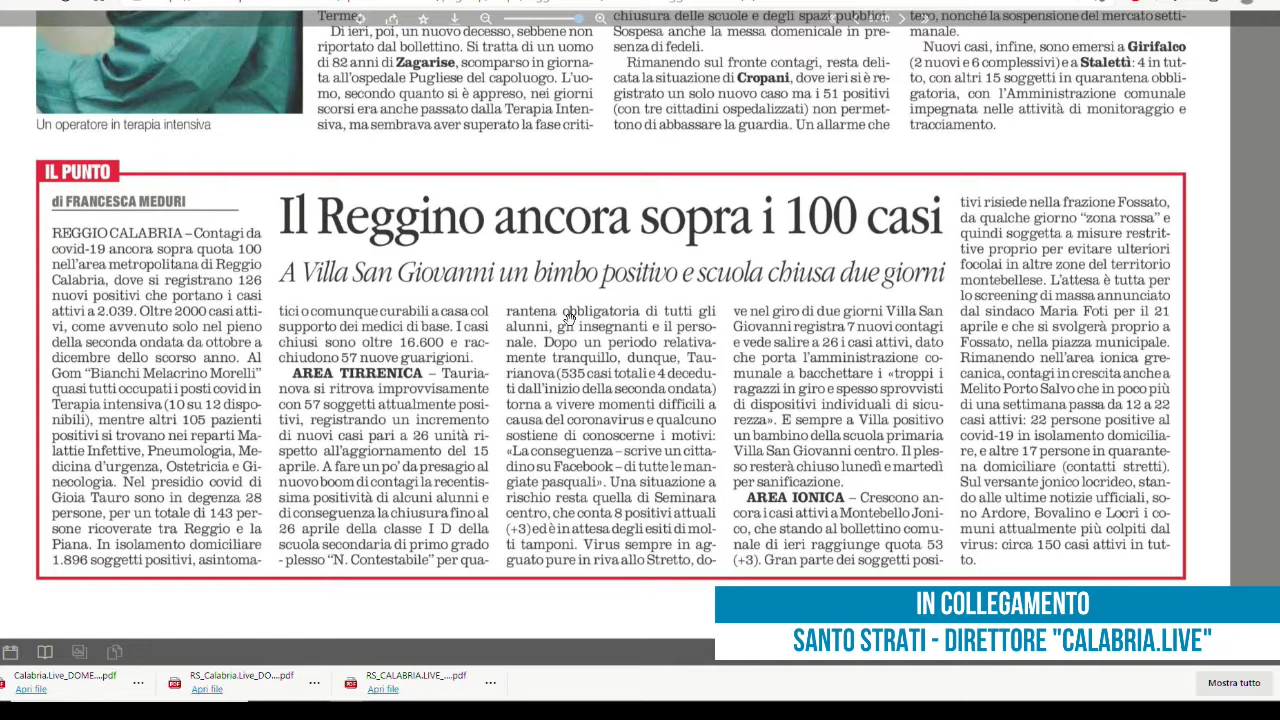 Un operatore in terapia intensiva
Terme.
Di ieri, poi, un nuovo decesso, sebbene non
riportato dal bollettino. Si tratta di un uomo
di 82 anni di Zagarise, scomparso in giorna-
ta all'ospedale Pugliese del capoluogo. L'uo-
mo, secondo quanto si è appreso, nei giorni
scorsi era anche passato dalla Terapia Inten-
siva, ma sembrava aver superato la fase criti-
chiusura delle scuole e degli spazi pubblici.
Sospesa anche la messa domenicale in pre-
senza di fedeli.
Rimanendo sul fronte contagi, resta deli-
cata la situazione di Cropani, dove ieri si è re-
gistrato un solo nuovo caso ma i 51 positivi
(con tre cittadini ospedalizzati) non permet-
tono di abbassare la guardia. Un allarme che
tero, nonché la sospensione del mercato setti-
manale.
Nuovi casi, infine, sono emersi a Girifalco
(2 nuovi e 6 complessivi) e a Stalettì: 4 in tut-
to, con altri 15 soggetti in quarantena obbli-
gatoria, con l'Amministrazione comunale
impegnata nelle attività di monitoraggio e
tracciamento.
IL PUNTO
di FRANCESCA MEDURI
Il Reggino ancora sopra i 100 casi
A Villa San Giovanni un bimbo positivo e scuola chiusa due giorni
REGGIO CALABRIA – Contagi da
covid-19 ancora sopra quota 100
nell'area metropolitana di Reggio
Calabria, dove si registrano 126
nuovi positivi che portano i casi
attivi a 2.039. Oltre 2000 casi atti-
vi, come avvenuto solo nel pieno
della seconda ondata da ottobre a
dicembre dello scorso anno. Al
Gom “Bianchi Melacrino Morelli”
quasi tutti occupati i posti covid in
Terapia intensiva (10 su 12 dispo-
nibili), mentre altri 105 pazienti
positivi si trovano nei reparti Ma-
lattie Infettive, Pneumologia, Me-
dicina d'urgenza, Ostetricia e Gi-
necologia. Nel presidio covid di
Gioia Tauro sono in degenza 28
persone, per un totale di 143 per-
sone ricoverate tra Reggio e la
Piana. In isolamento domiciliare
1.896 soggetti positivi, asintoma-
tici o comunque curabili a casa col
supporto dei medici di base. I casi
chiusi sono oltre 16.600 e rac-
chiudono 57 nuove guarigioni.
AREA TIRRENICA – Tauria-
nova si ritrova improvvisamente
con 57 soggetti attualmente posi-
tivi, registrando un incremento
di nuovi casi pari a 26 unità ri-
spetto all'aggiornamento del 15
aprile. A fare un po' da presagio al
nuovo boom di contagi la recentis-
sima positività di alcuni alunni e
di conseguenza la chiusura fino al
26 aprile della classe I D della
scuola secondaria di primo grado
- plesso “N. Contestabile” per qua-
rantena obbligatoria di tutti gli
alunni, gli insegnanti e il perso-
nale. Dopo un periodo relativa-
mente tranquillo, dunque, Tau-
rianova (535 casi totali e 4 decedu-
ti dall'inizio della seconda ondata)
torna a vivere momenti difficili a
causa del coronavirus e qualcuno
sostiene di conoscerne i motivi:
«La conseguenza – scrive un citta-
dino su Facebook – di tutte le man-
giate pasquali». Una situazione a
rischio resta quella di Seminara
centro, che conta 8 positivi attuali
(+3) ed è in attesa degli esiti di mol-
ti tamponi. Virus sempre in ag-
guato pure in riva allo Stretto, do-
ve nel giro di due giorni Villa San
Giovanni registra 7 nuovi contagi
e vede salire a 26 i casi attivi, dato
che porta l'amministrazione co-
munale a bacchettare i «troppi i
ragazzi in giro e spesso sprovvisti
di dispositivi individuali di sicu-
rezza». E sempre a Villa positivo
un bambino della scuola primaria
Villa San Giovanni centro. Il ples-
so resterà chiuso lunedì e martedì
per sanificazione.
AREA IONICA – Crescono an-
cora i casi attivi a Montebello Joni-
co, che stando al bollettino comu-
nale di ieri raggiunge quota 53
(+3). Gran parte dei soggetti posi-
tivi risiede nella frazione Fossato,
da qualche giorno “zona rossa” e
quindi soggetta a misure restrit-
tive proprio per evitare ulteriori
focolai in altre zone del territorio
montebellese. L'attesa è tutta per
lo screening di massa annunciato
dal sindaco Maria Foti per il 21
aprile e che si svolgerà proprio a
Fossato, nella piazza municipale.
Rimanendo nell'area ionica gre-
canica, contagi in crescita anche a
Melito Porto Salvo che in poco più
di una settimana passa da 12 a 22
casi attivi: 22 persone positive al
covid-19 in isolamento domicilia-
re, e altre 17 persone in quarante-
na domiciliare (contatti stretti).
Sul versante jonico locrideo, stan-
do alle ultime notizie ufficiali, so-
no Ardore, Bovalino e Locri i co-
muni attualmente più colpiti dal
virus: circa 150 casi attivi in tut-
to.
IN COLLEGAMENTO
SANTO STRATI - DIRETTORE "CALABRIA.LIVE"
Calabria.Live_DOME....pdf
Apri file
RS_Calabria.Live_DO....pdf
Apri file
RS_CALABRIA.LIVE_....pdf
Apri file
Mostra tutto